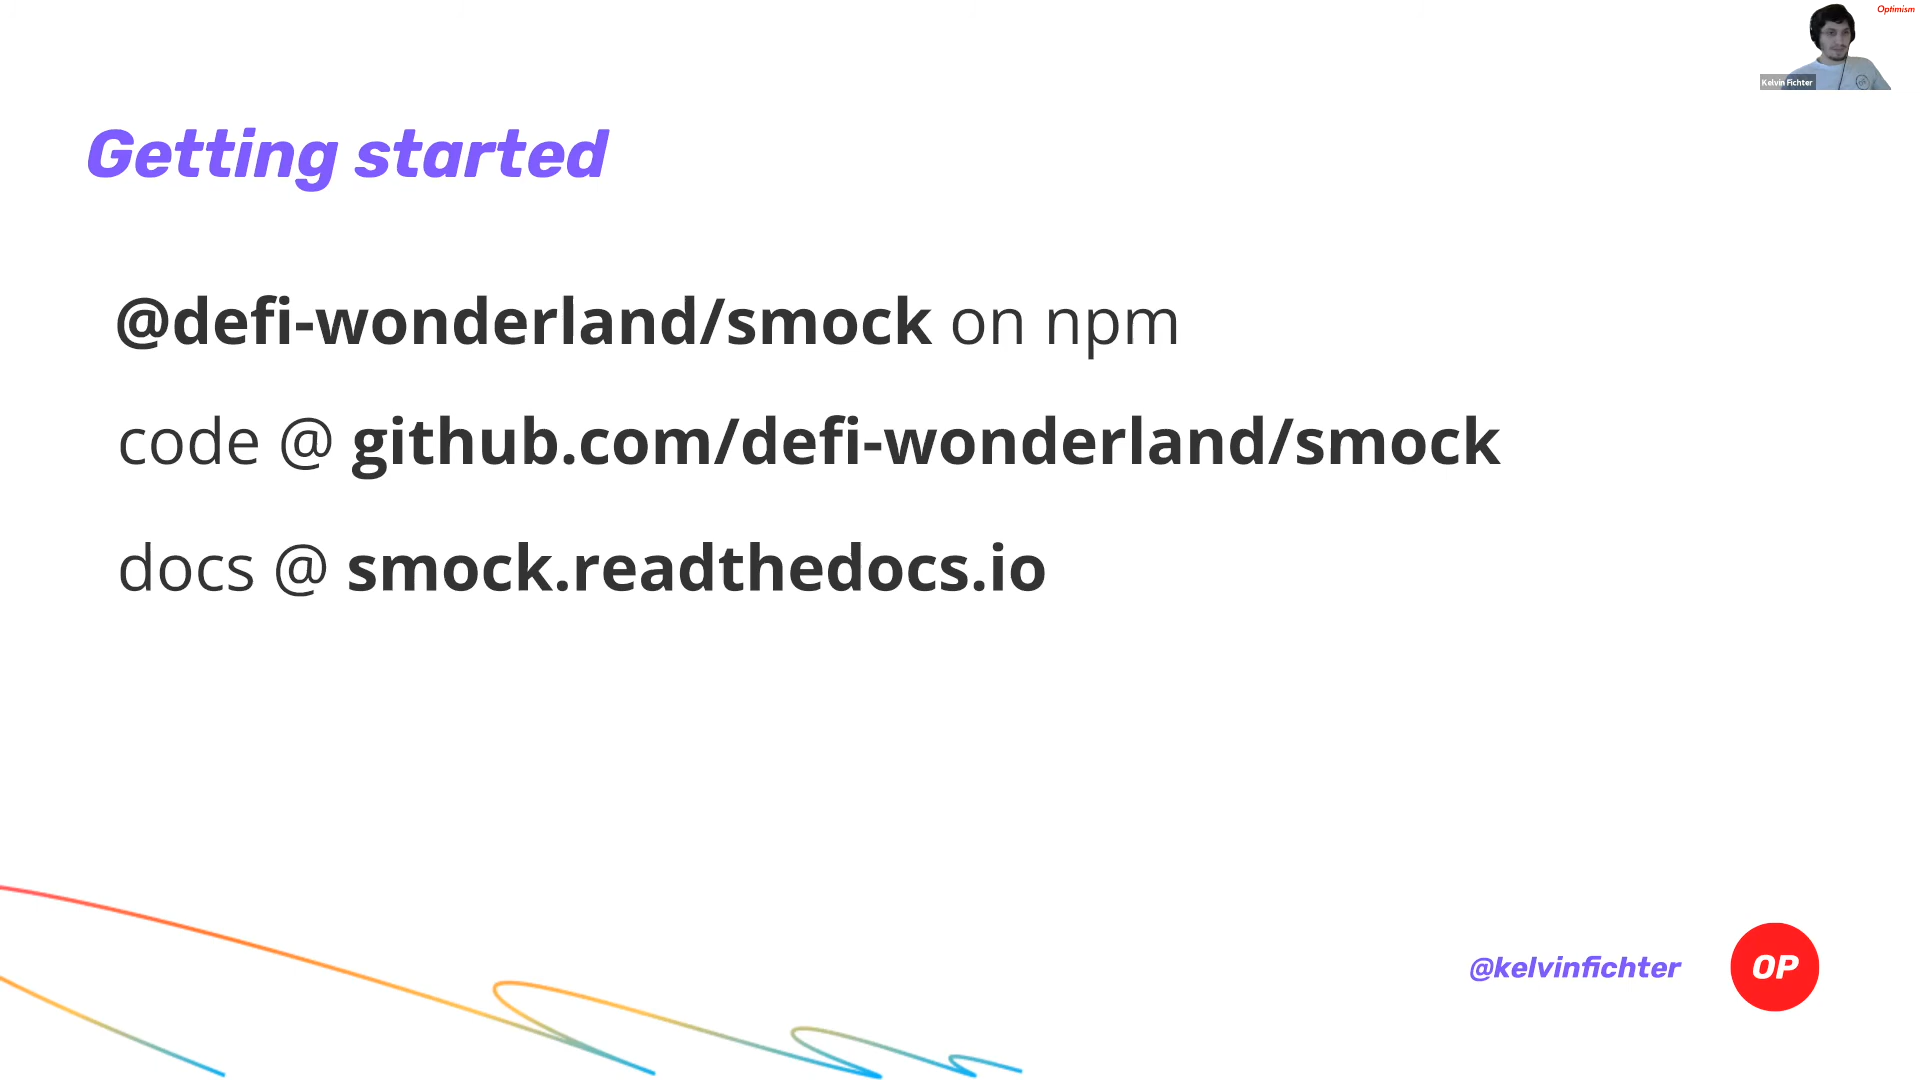 Optimism
Kelvin Fichter
Getting started
@defi-wonderland/smock on npm
code @ github.com/defi-wonderland/smock
docs @ smock.readthedocs.io
@kelvinfichter
OP